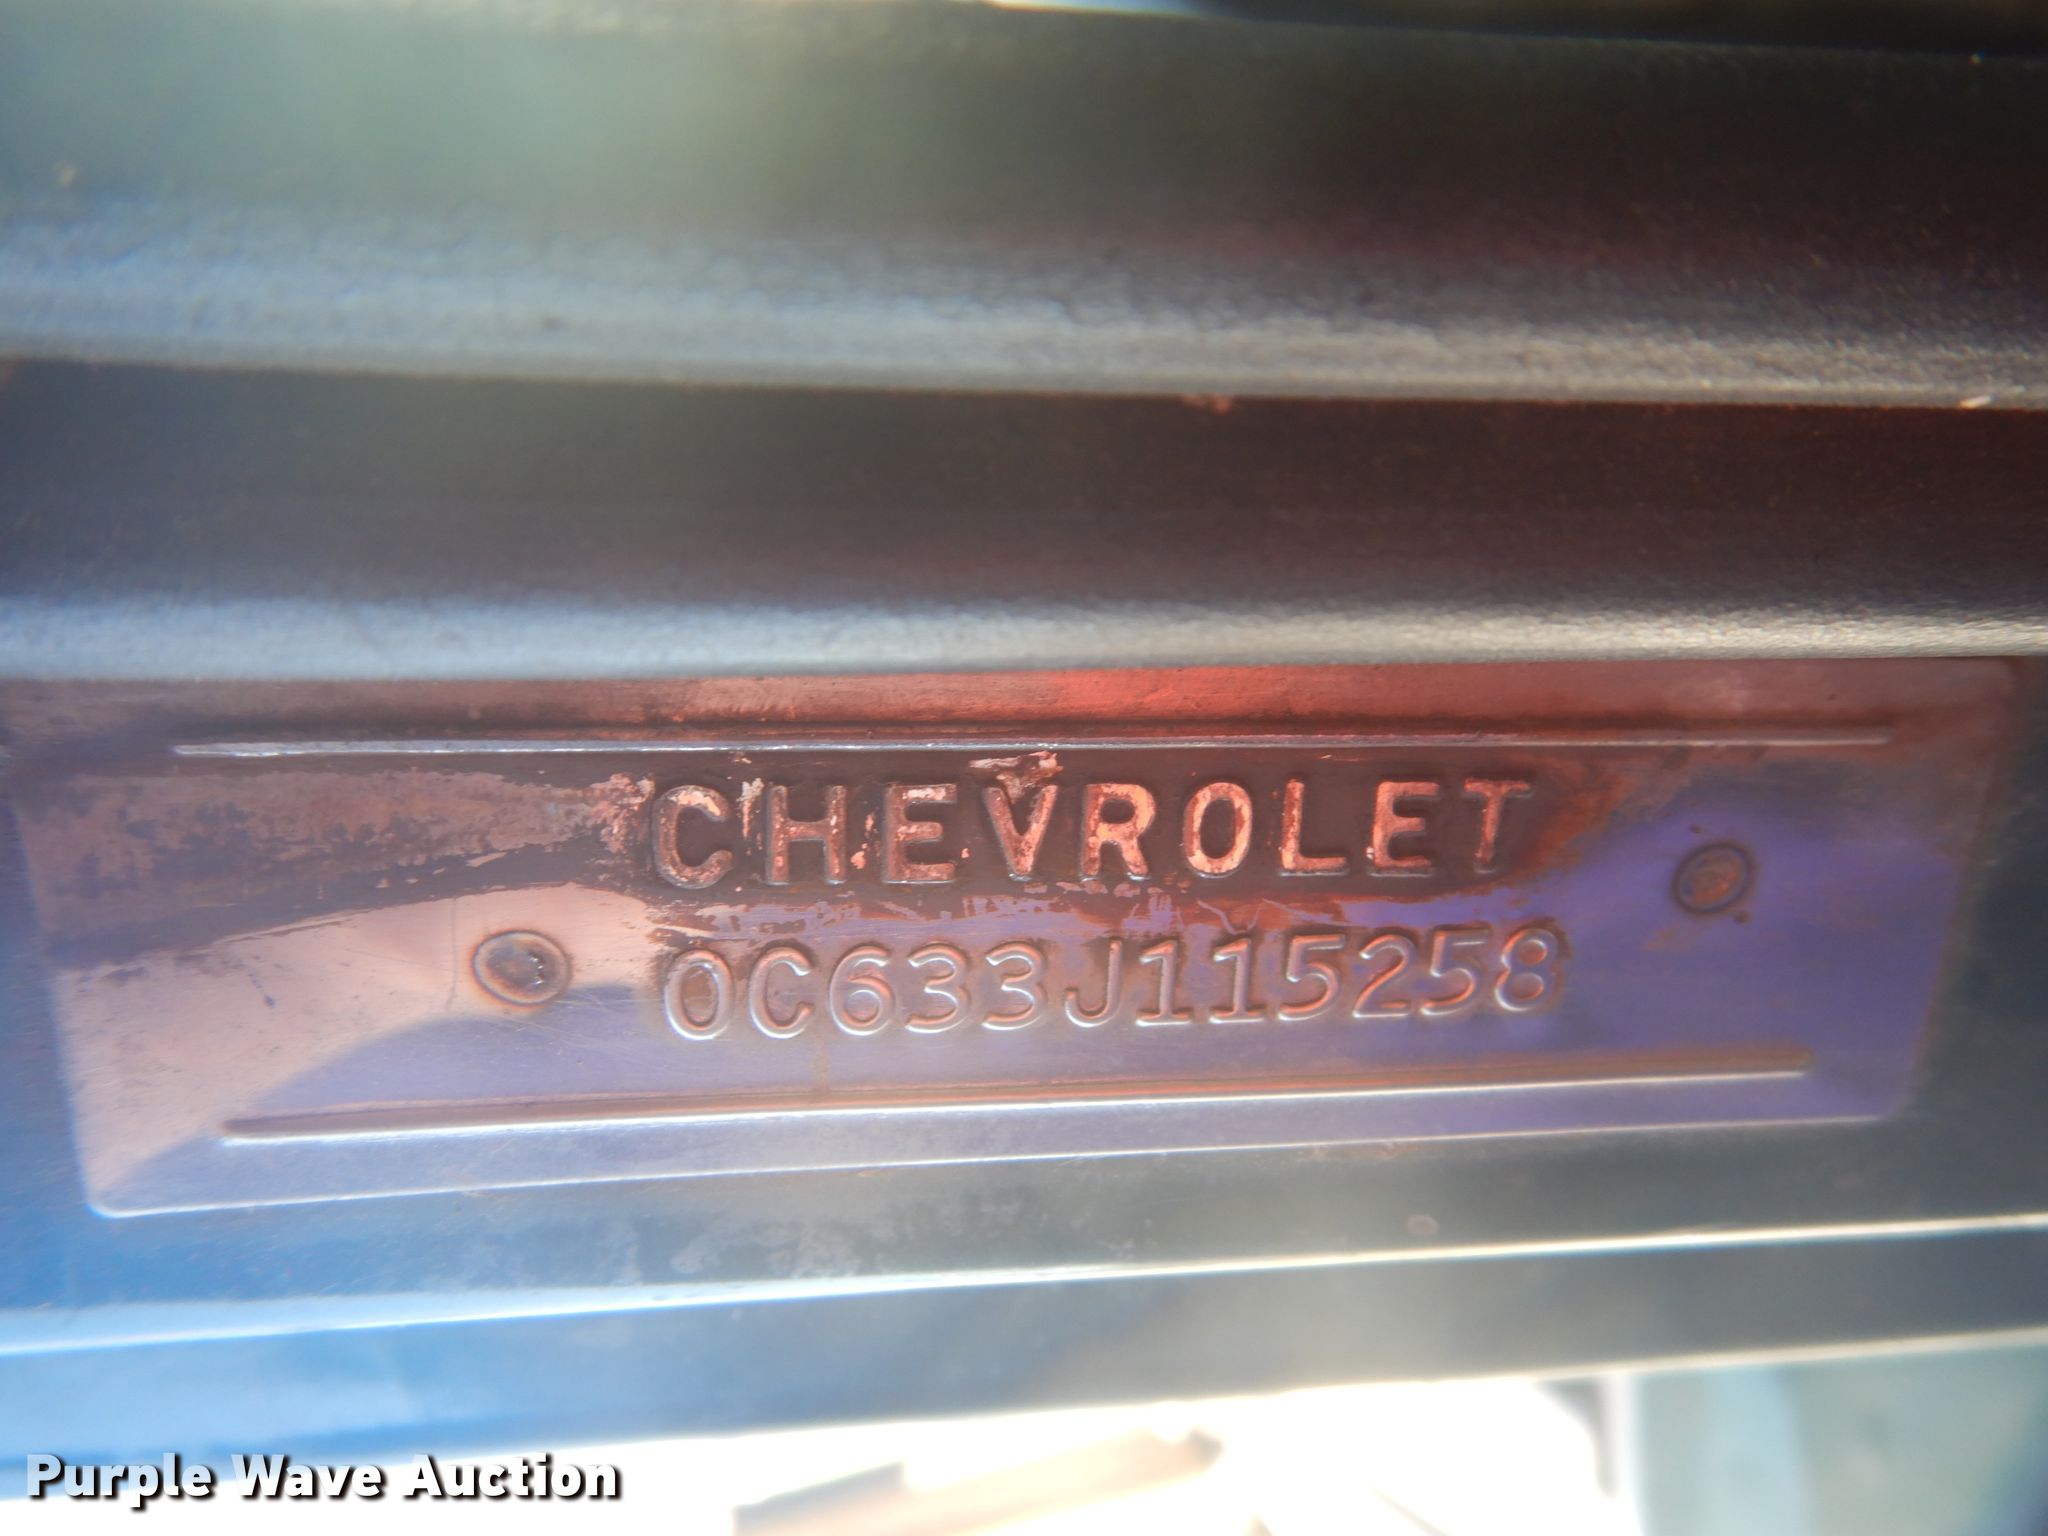 CHEVROLET
0C633J115258
Purple Wave Auction